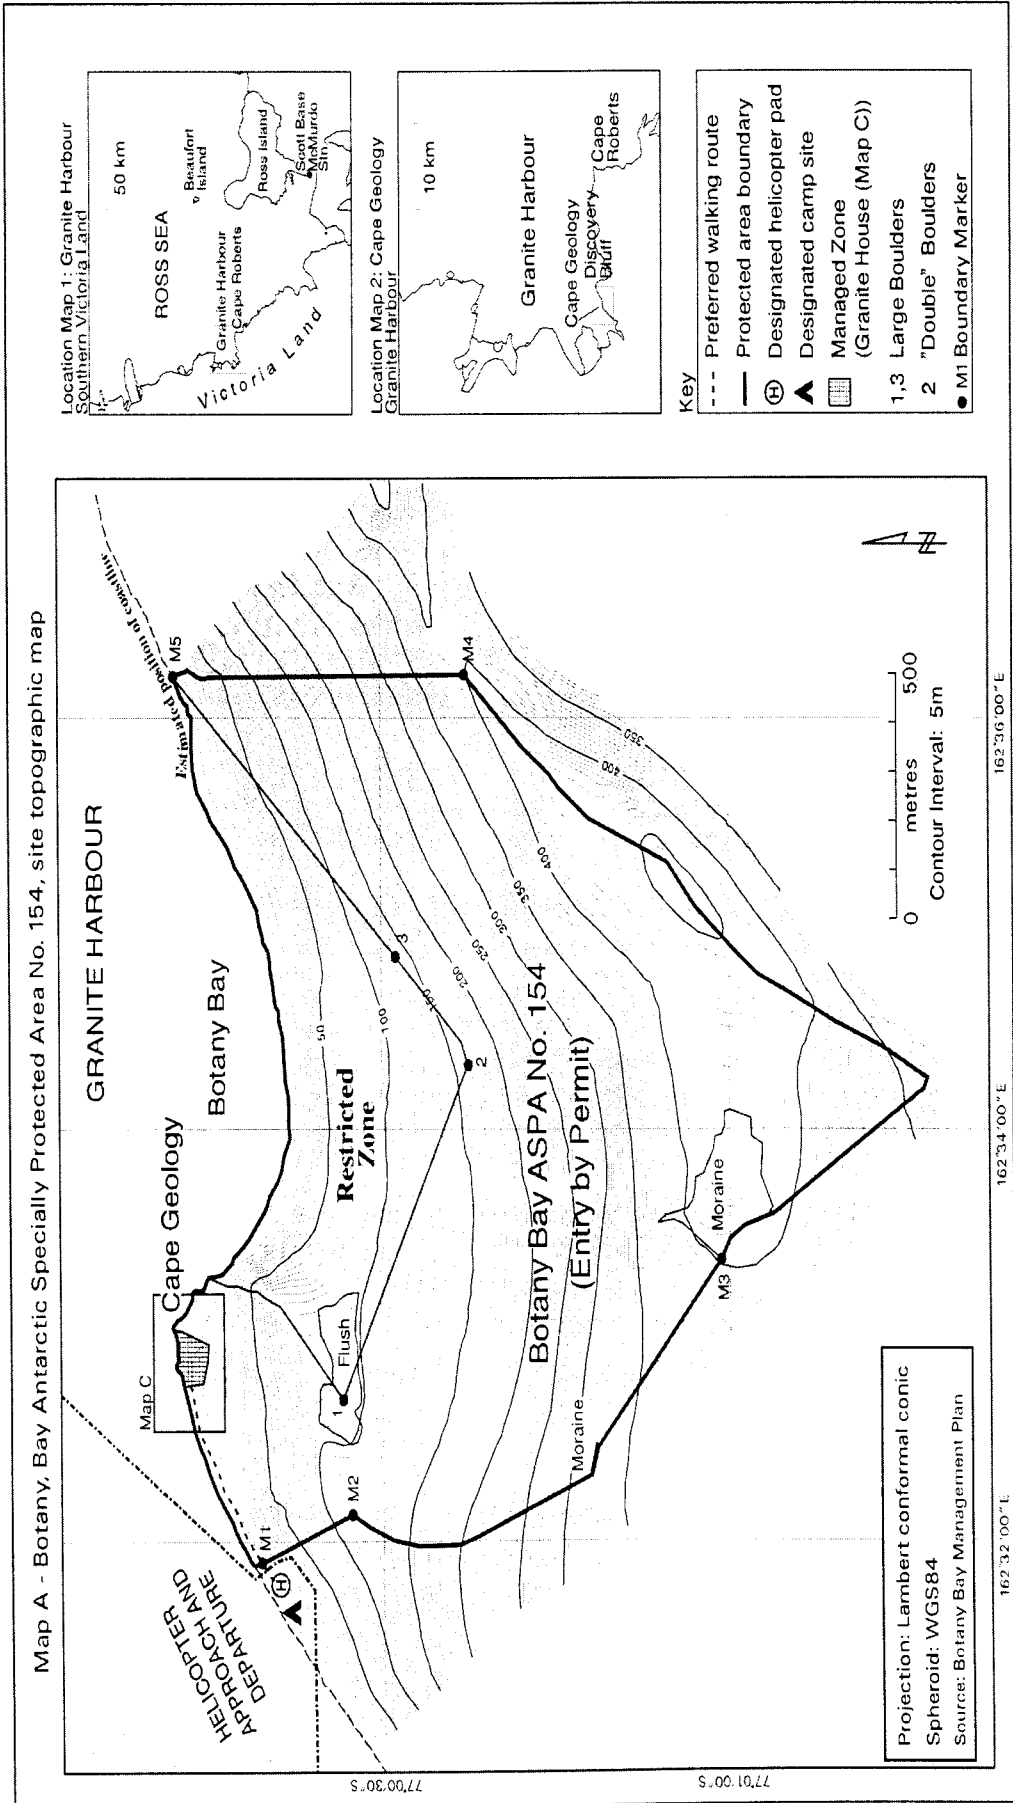 Map A - Botany, Bay Antarctic Specially Protected Area No. 154, site topographic map
HELICOPTER
APPROACH AND
DEPARTURE
Map C
Cape Geology
GRANITE HARBOUR
Botany Bay
Estimated position of coastline
M5
M1
H
M2
1
Flush
Restricted
Zone
50
100
150
200
250
300
350
400
3
2
M4
Botany Bay ASPA No. 154
(Entry by Permit)
Moraine
Moraine
M3
400
350
0 metres 500
Contour Interval: 5m
N
Projection: Lambert conformal conic
Spheroid: WGS84
Source: Botany Bay Management Plan
77°00'30"S
77°01'00"S
162°32'00"E
162°34'00"E
162°36'00"E
Location Map 1: Granite Harbour
Southern Victoria Land
50 km
ROSS SEA
Beaufort
Island
Ross Island
Scott Base
McMurdo
Stn
Granite Harbour
Cape Roberts
Victoria Land
Location Map 2: Cape Geology
Granite Harbour
10 km
Granite Harbour
Cape Geology
Discovery
Bluff
Cape
Roberts
Key
Preferred walking route
Protected area boundary
H Designated helicopter pad
Designated camp site
Managed Zone
(Granite House (Map C))
1,3 Large Boulders
2 "Double" Boulders
M1 Boundary Marker